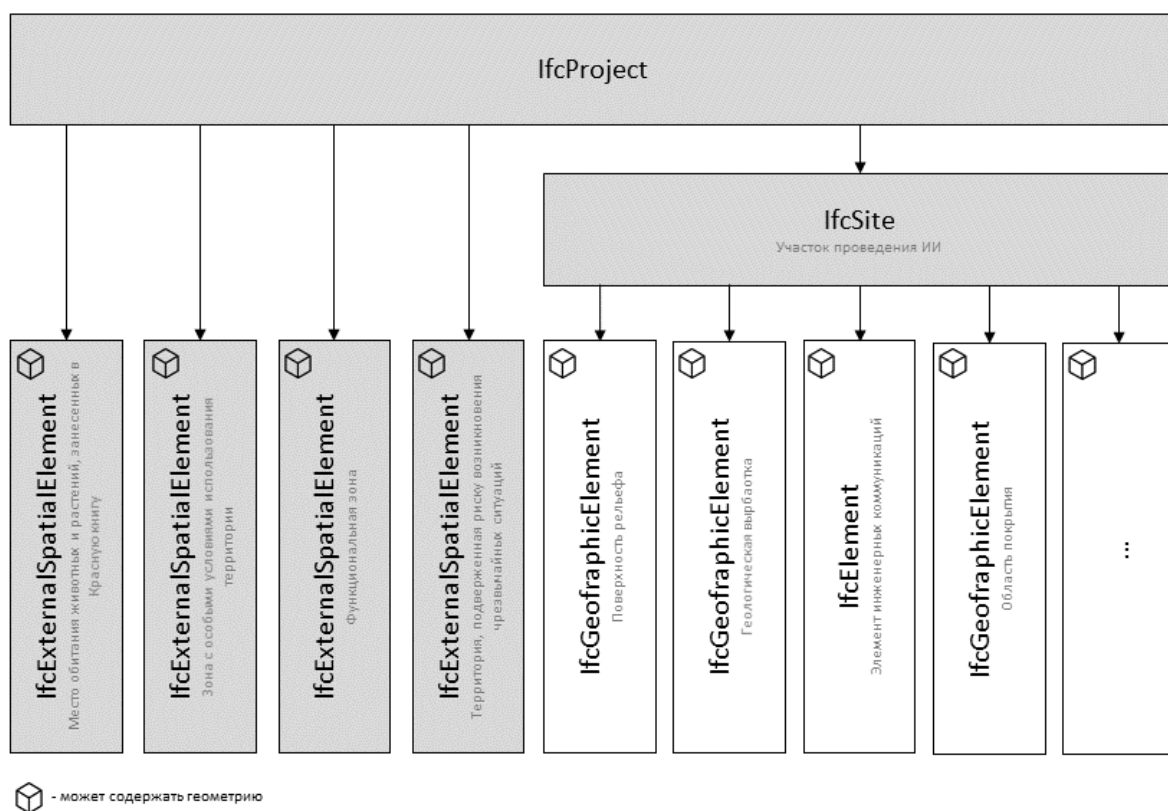 IfcProject
IfcSite
Участок проведения ИИ
IfcExternalSpatialElement
Место обитания животных и растений, занесенных в
Красную книгу
IfcExternalSpatialElement
Зона с особыми условиями использования
территории
IfcExternalSpatialElement
Функциональная зона
IfcExternalSpatialElement
Территория, подверженная риску возникновения
чрезвычайных ситуаций
IfcGeofraphicElement
Поверхность рельефа
IfcGeofraphicElement
Геологическая вырбаотка
IfcElement
Элемент инженерных коммуникаций
IfcGeofraphicElement
Область покрытия
...
- может содержать геометрию